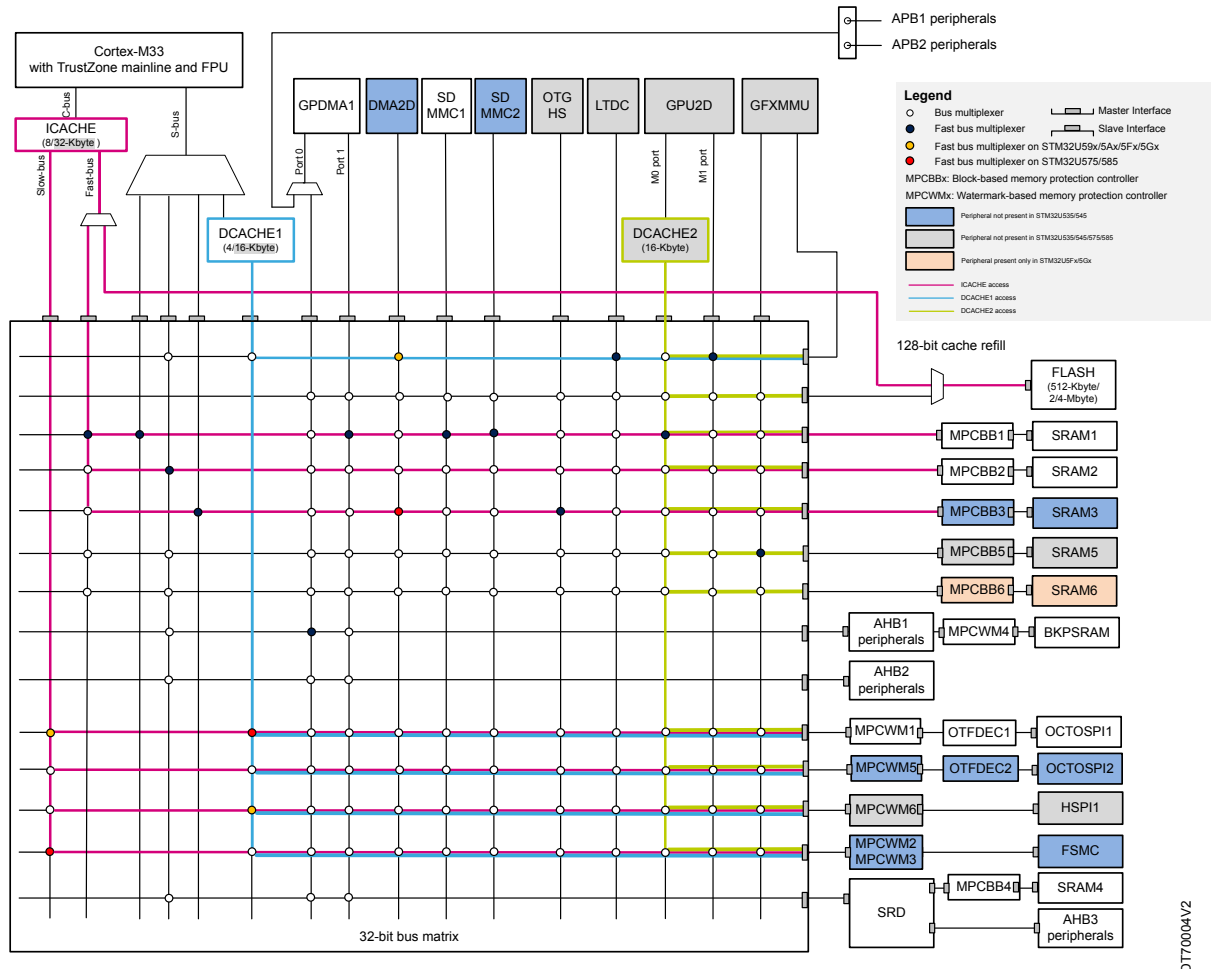 APB1 peripherals
APB2 peripherals
Cortex-M33
with TrustZone mainline and FPU
C-bus
S-bus
ICACHE
(8/32-Kbyte )
Slow-bus
Fast-bus
GPDMA1
DMA2D
SD
MMC1
SD
MMC2
OTG
HS
LTDC
GPU2D
GFXMMU
Port 0
Port 1
M0 port
M1 port
DCACHE1
(4/16-Kbyte)
DCACHE2
(16-Kbyte)
Legend
Bus multiplexer
Master Interface
Fast bus multiplexer
Slave Interface
Fast bus multiplexer on STM32U59x/5Ax/5Fx/5Gx
Fast bus multiplexer on STM32U575/585
MPCBBx: Block-based memory protection controller
MPCWMx: Watermark-based memory protection controller
Peripheral not present in STM32U535/545
Peripheral not present in STM32U535/545/575/585
Peripheral present only in STM32U5Fx/5Gx
ICACHE access
DCACHE1 access
DCACHE2 access
128-bit cache refill
FLASH
(512-Kbyte/
2/4-Mbyte)
MPCBB1
SRAM1
MPCBB2
SRAM2
MPCBB3
SRAM3
MPCBB5
SRAM5
MPCBB6
SRAM6
AHB1
peripherals
MPCWM4
BKPSRAM
AHB2
peripherals
MPCWM1
OTFDEC1
OCTOSPI1
MPCWM5
OTFDEC2
OCTOSPI2
MPCWM6
HSPI1
MPCWM2
MPCWM3
FSMC
SRD
MPCBB4
SRAM4
AHB3
peripherals
32-bit bus matrix
DT70004V2